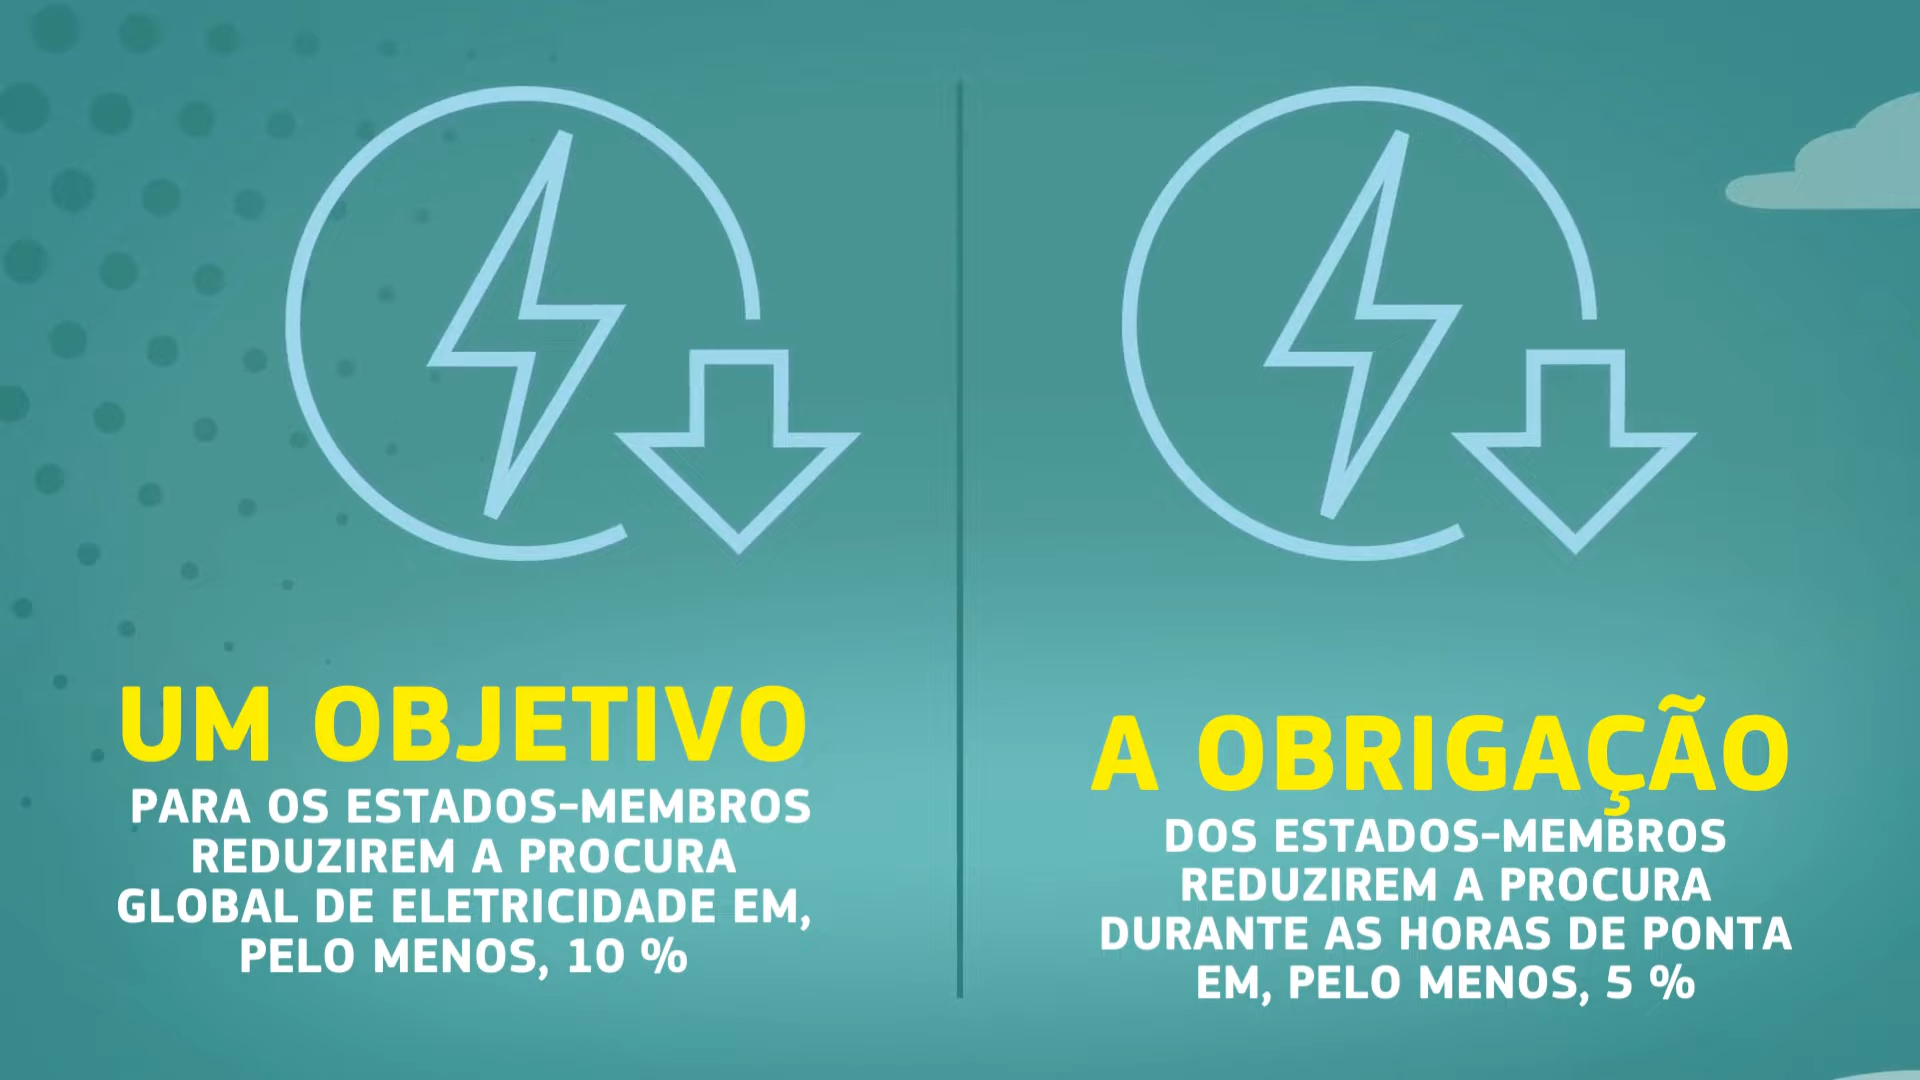 UM OBJETIVO
PARA OS ESTADOS-MEMBROS
REDUZIREM A PROCURA
GLOBAL DE ELETRICIDADE EM,
PELO MENOS, 10 %
A OBRIGAÇÃO
DOS ESTADOS-MEMBROS
REDUZIREM A PROCURA
DURANTE AS HORAS DE PONTA
EM, PELO MENOS, 5 %